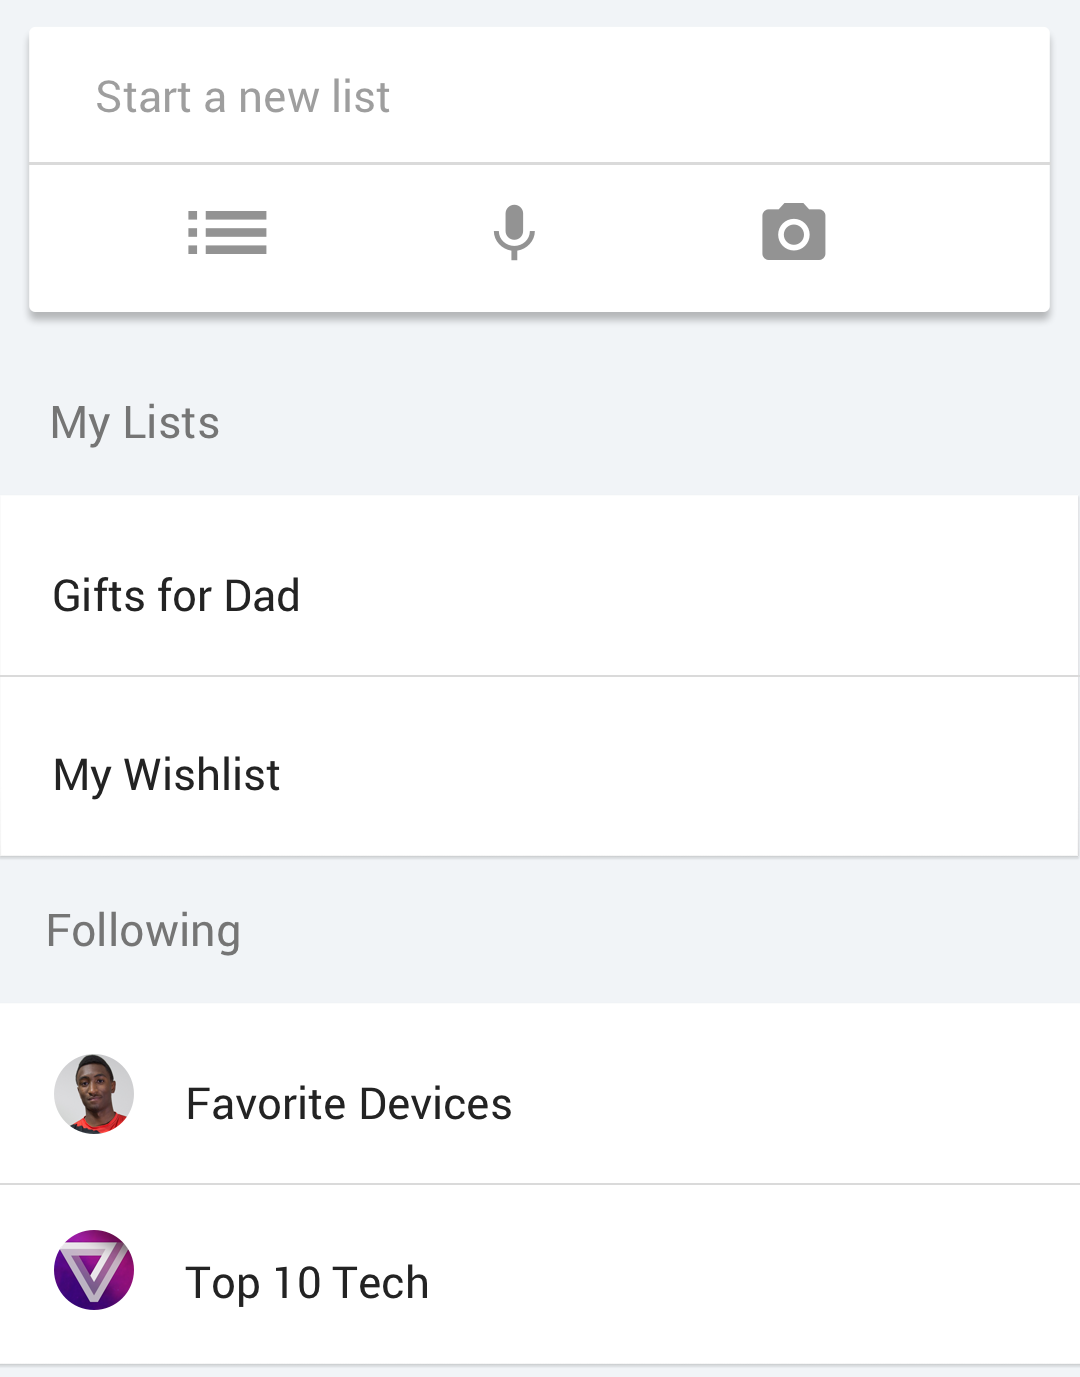 Start a new list
My Lists
Gifts for Dad
My Wishlist
Following
Favorite Devices
Top 10 Tech